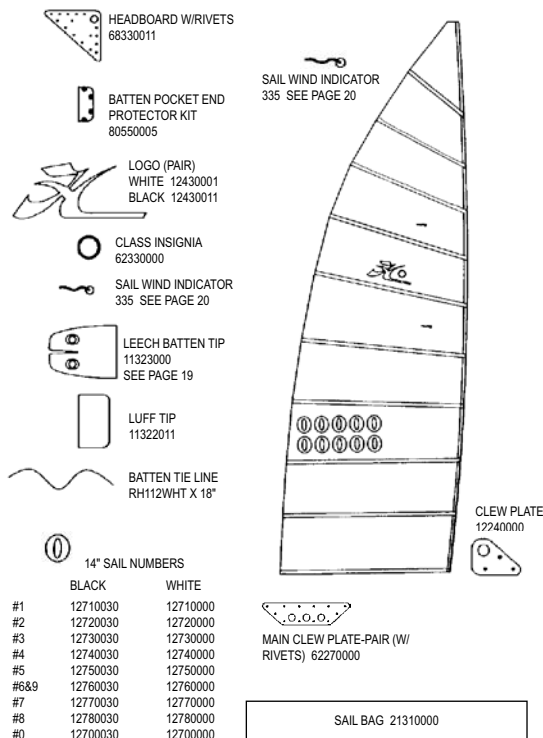 HEADBOARD W/RIVETS
68330011
SAIL WIND INDICATOR
335 SEE PAGE 20
BATTEN POCKET END
PROTECTOR KIT
80550005
LOGO (PAIR)
WHITE 12430001
BLACK 12430011
CLASS INSIGNIA
62330000
SAIL WIND INDICATOR
335 SEE PAGE 20
LEECH BATTEN TIP
11323000
SEE PAGE 19
LUFF TIP
11322011
BATTEN TIE LINE
RH112WHT X 18"
CLEW PLATE
12240000
14" SAIL NUMBERS
BLACK WHITE
#1 12710030 12710000
#2 12720030 12720000
#3 12730030 12730000
#4 12740030 12740000
#5 12750030 12750000
#6&9 12760030 12760000
#7 12770030 12770000
#8 12780030 12780000
#0 12700030 12700000
MAIN CLEW PLATE-PAIR (W/
RIVETS) 62270000
SAIL BAG 21310000